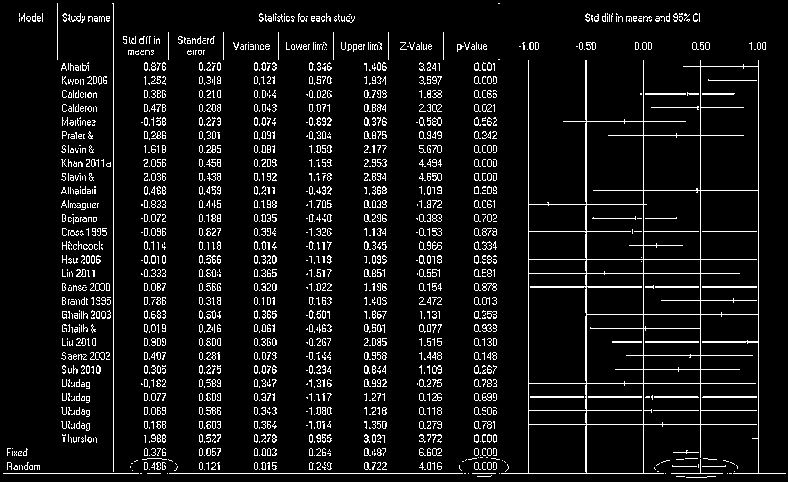 Model Study name Statistics for each study Std diff in means and 95% CI
Std diff in means Standard error Variance Lower limit Upper limit Z-Value p-Value -1.00 -0.50 0.00 0.50 1.00
Alharbi 0.876 0.270 0.073 0.346 1.406 3.241 0.001
Kwon 2006 1.252 0.348 0.121 0.570 1.934 3.597 0.000
Calderon 0.386 0.210 0.044 -0.026 0.798 1.838 0.066
Calderon 0.478 0.208 0.043 0.071 0.884 2.302 0.021
Martinez -0.158 0.273 0.074 -0.692 0.376 -0.580 0.562
Prater & 0.286 0.301 0.091 -0.304 0.875 0.949 0.342
Slavin & 1.618 0.285 0.081 1.059 2.177 5.670 0.000
Khan 2011a 2.056 0.458 0.209 1.159 2.953 4.494 0.000
Slavin & 2.036 0.438 0.192 1.178 2.894 4.650 0.000
Alhaidari 0.468 0.459 0.211 -0.432 1.368 1.019 0.308
Almaguer -0.833 0.445 0.198 -1.705 0.039 -1.872 0.061
Bejarano -0.072 0.188 0.035 -0.440 0.296 -0.383 0.702
Cross 1995 -0.096 0.627 0.394 -1.326 1.134 -0.153 0.878
Hitchcock 0.114 0.118 0.014 -0.117 0.345 0.966 0.334
Hsu 2006 -0.010 0.566 0.320 -1.119 1.099 -0.018 0.986
Lin 2011 -0.333 0.604 0.365 -1.517 0.851 -0.551 0.581
Banse 2000 0.087 0.566 0.320 -1.022 1.196 0.154 0.878
Brandt 1995 0.786 0.318 0.101 0.163 1.409 2.472 0.013
Ghaith 2003 0.683 0.604 0.365 -0.501 1.867 1.131 0.258
Ghaith & 0.019 0.246 0.061 -0.463 0.501 0.077 0.938
Liu 2010 0.909 0.600 0.360 -0.267 2.085 1.515 0.130
Saenz 2002 0.407 0.281 0.079 -0.144 0.958 1.448 0.148
Suh 2010 0.305 0.275 0.076 -0.234 0.844 1.109 0.267
Uludag -0.162 0.589 0.347 -1.316 0.992 -0.275 0.783
Uludag 0.077 0.609 0.371 -1.117 1.271 0.126 0.899
Uludag 0.069 0.586 0.343 -1.080 1.218 0.118 0.906
Uludag 0.168 0.603 0.364 -1.014 1.350 0.279 0.781
Thurston 1.988 0.527 0.278 0.955 3.021 3.772 0.000
Fixed 0.376 0.057 0.003 0.264 0.487 6.602 0.000
Random 0.486 0.121 0.015 0.249 0.722 4.016 0.000